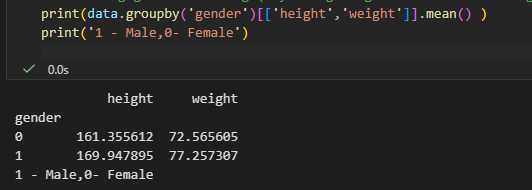 print(data.groupby('gender')[['height','weight']].mean() )
print('1 - Male,0- Female')
0.0s
height weight
gender
0 161.355612 72.565605
1 169.947895 77.257307
1 - Male,0- Female